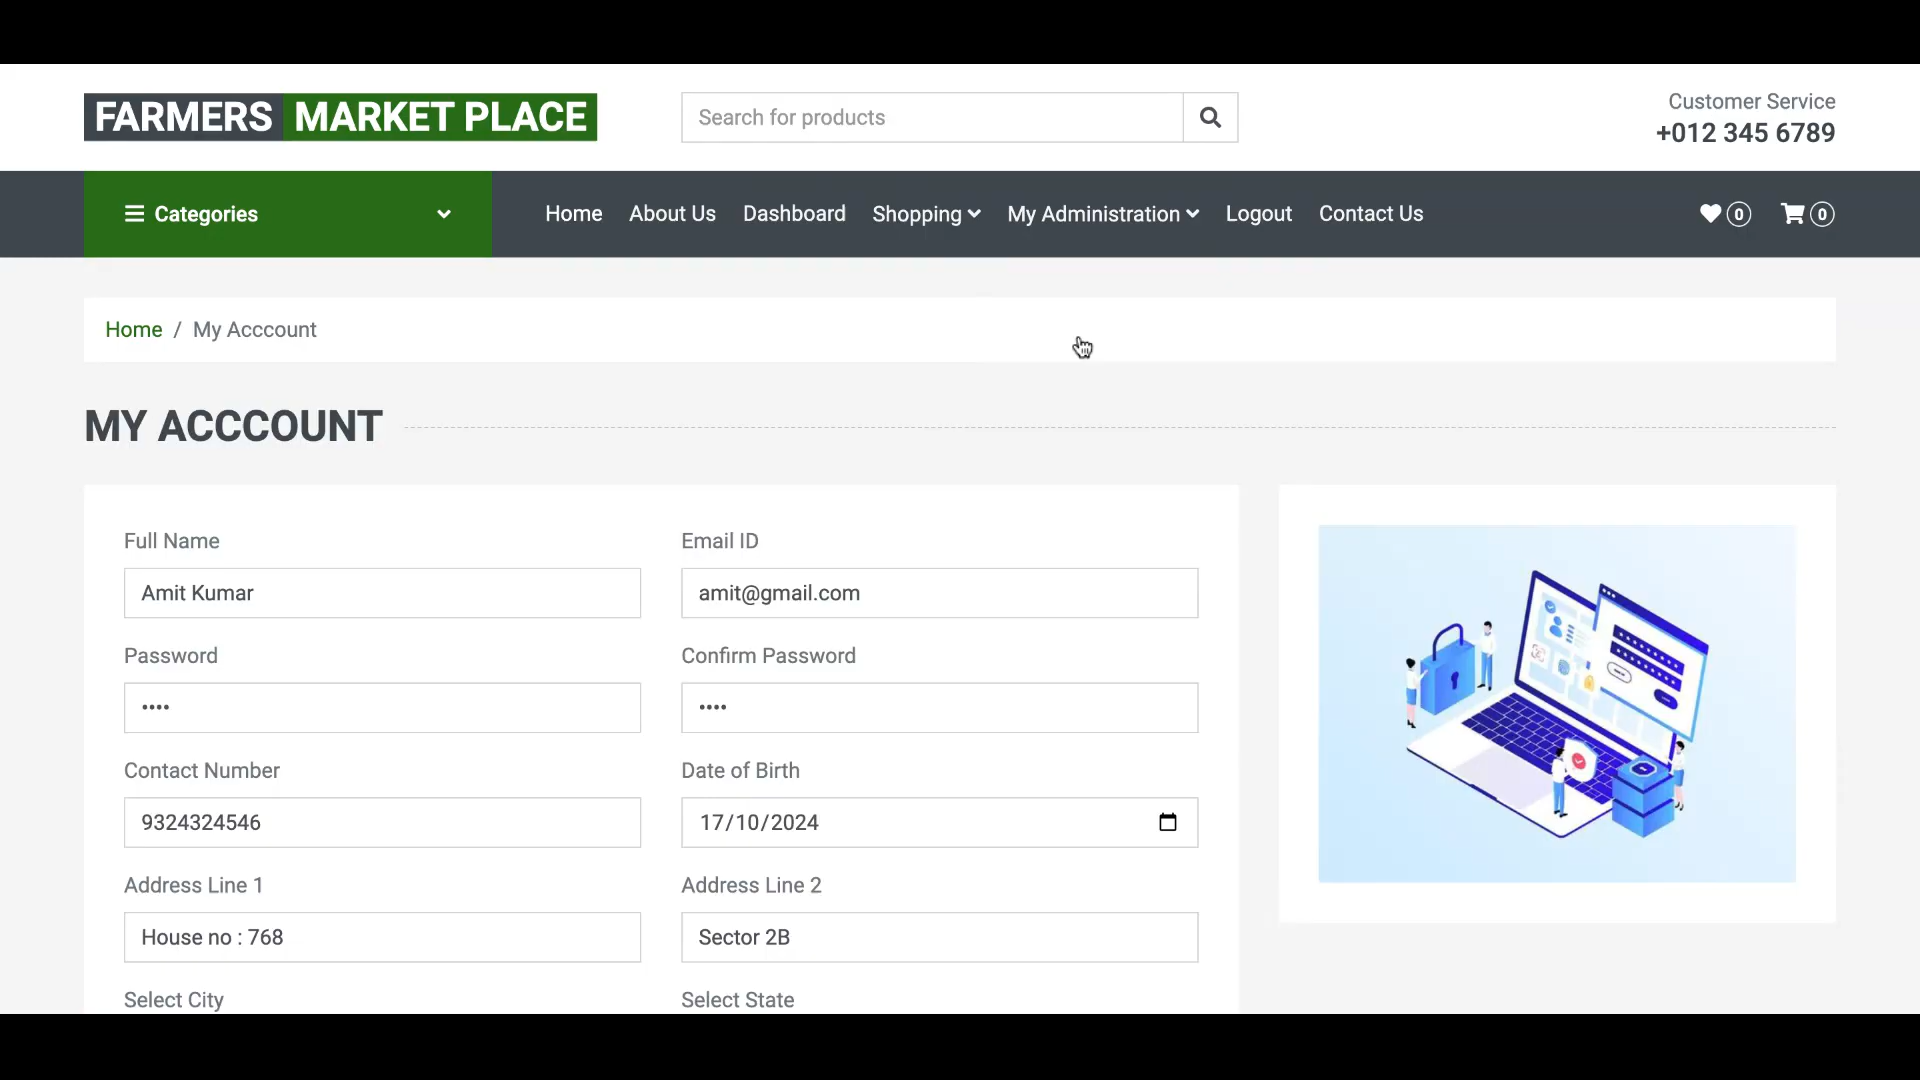 FARMERS MARKET PLACE
Search for products
Customer Service
+012 345 6789
Categories
Home About Us Dashboard Shopping My Administration Logout Contact Us 0 0
Home / My Acccount
MY ACCCOUNT
Full Name Email ID
Amit Kumar amit@gmail.com
Password Confirm Password
•••• ••••
Contact Number Date of Birth
9324324546 17/10/2024
Address Line 1 Address Line 2
House no : 768 Sector 2B
Select City Select State